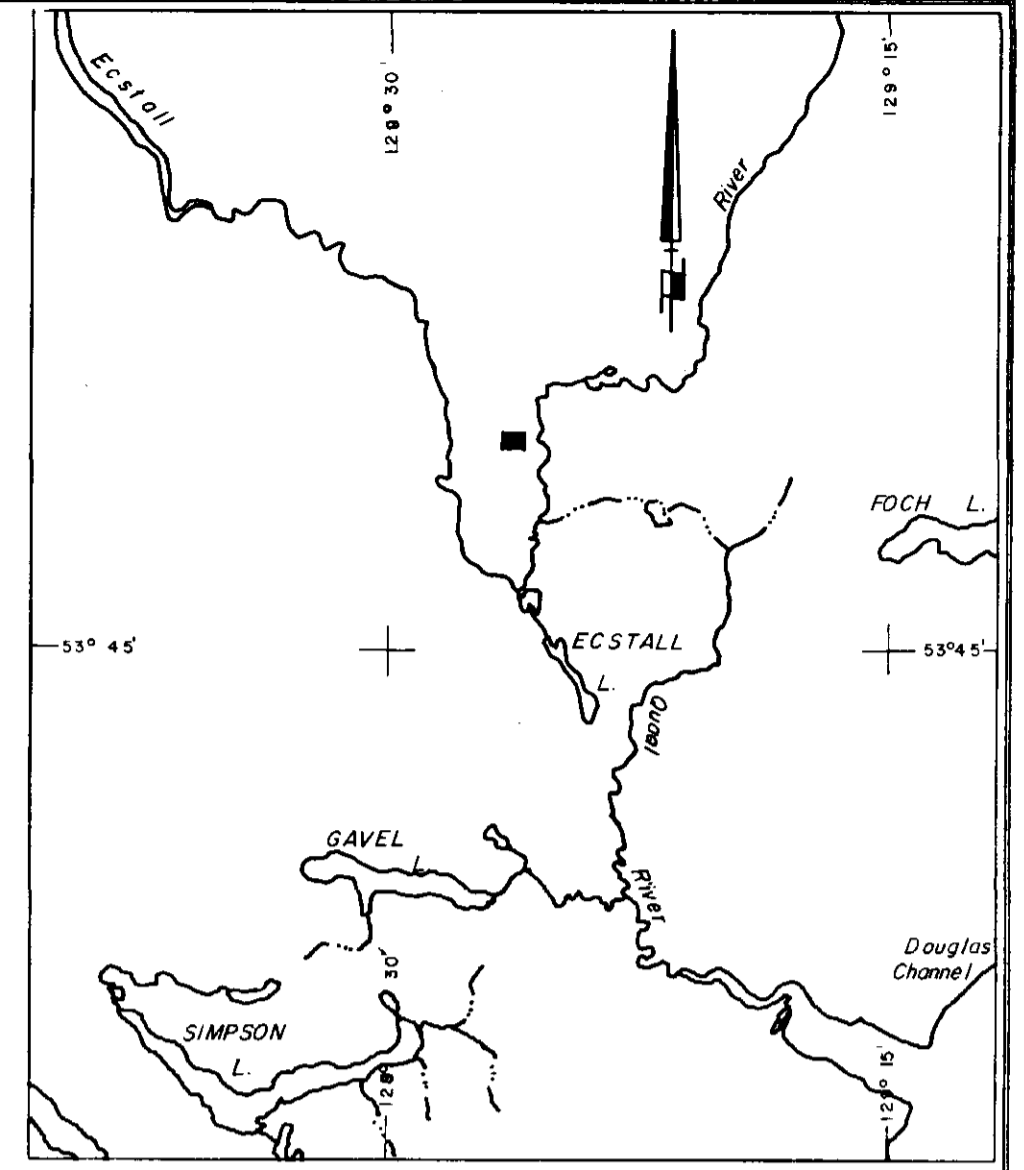 Ecstall
129° 30'
129° 15'
River
FOCH L.
53° 45'
ECSTALL
L.
53°45'
Quaal
River
GAVEL
L.
Douglas
Channel
30'
SIMPSON
L.
129°
129° 15'